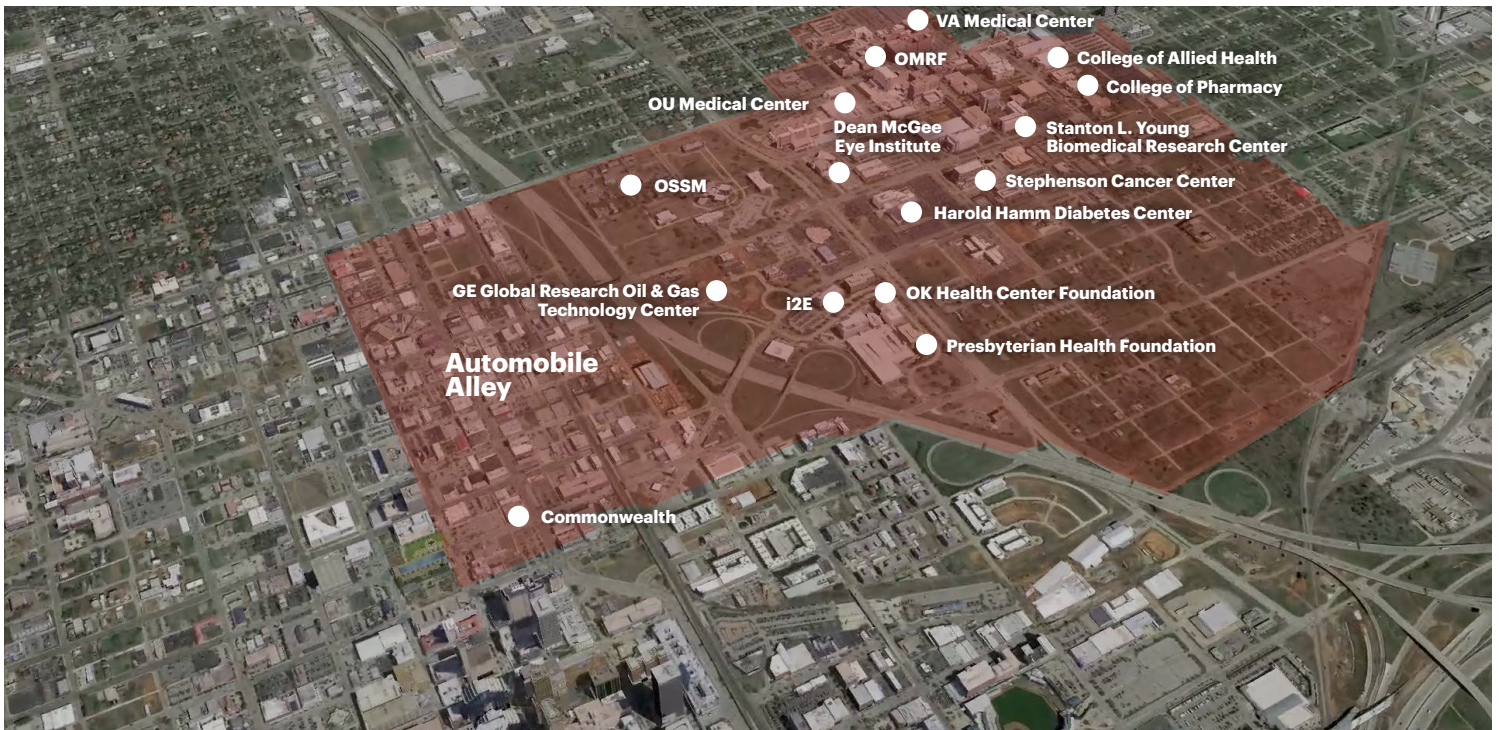 VA Medical Center
OMRF
College of Allied Health
College of Pharmacy
OU Medical Center
Dean McGee
Eye Institute
Stanton L. Young
Biomedical Research Center
OSSM
Stephenson Cancer Center
Harold Hamm Diabetes Center
GE Global Research Oil & Gas
Technology Center
i2E
OK Health Center Foundation
Presbyterian Health Foundation
Automobile
Alley
Commonwealth